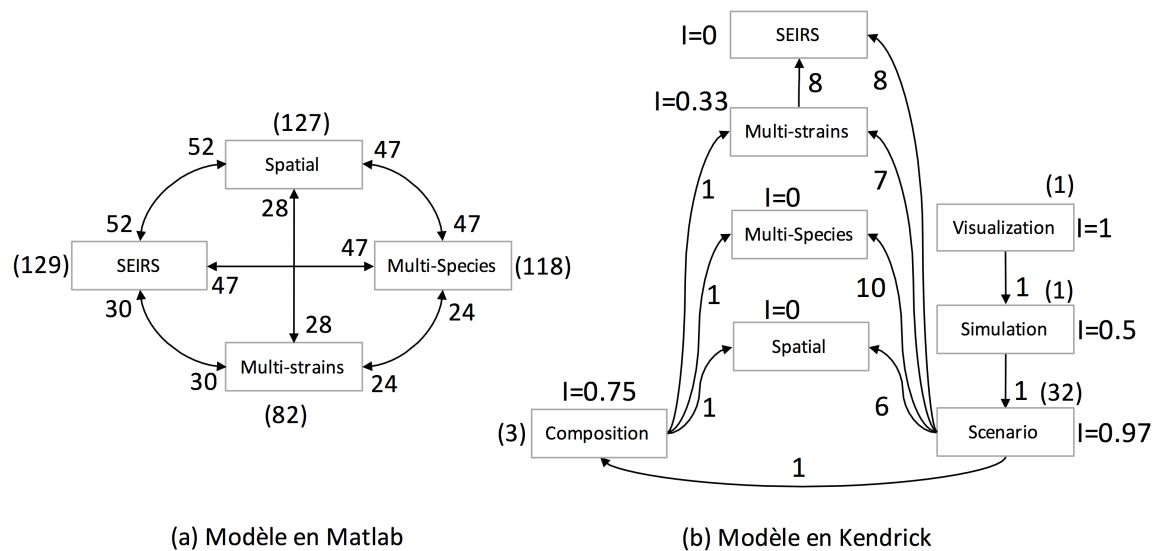 (127)
52
Spatial
47
28
52
47
47
(129)
SEIRS
Multi-Species
(118)
47
30
24
28
Multi-strains
30
24
(82)
(a) Modèle en Matlab
I=0
SEIRS
8
8
I=0.33
Multi-strains
7
1
I=0
Multi-Species
1
10
I=0
Spatial
1
6
I=0.75
(3)
Composition
1
(1)
Visualization
I=1
1
(1)
Simulation
I=0.5
1
(32)
Scenario
I=0.97
(b) Modèle en Kendrick